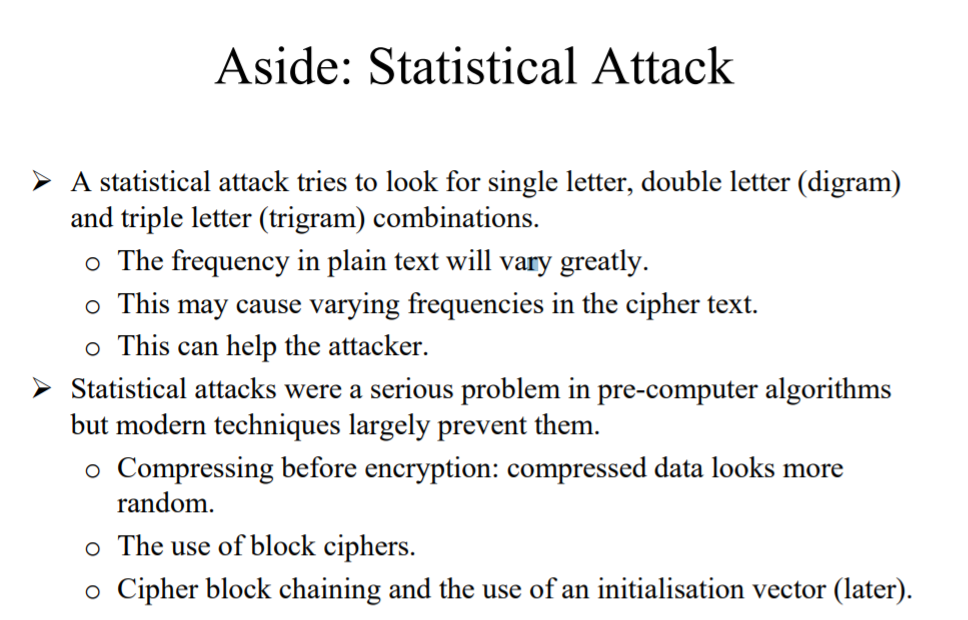 Aside: Statistical Attack
➤ A statistical attack tries to look for single letter, double letter (digram)
and triple letter (trigram) combinations.
o The frequency in plain text will vary greatly.
o This may cause varying frequencies in the cipher text.
o This can help the attacker.
➤ Statistical attacks were a serious problem in pre-computer algorithms
but modern techniques largely prevent them.
o Compressing before encryption: compressed data looks more
random.
o The use of block ciphers.
o Cipher block chaining and the use of an initialisation vector (later).